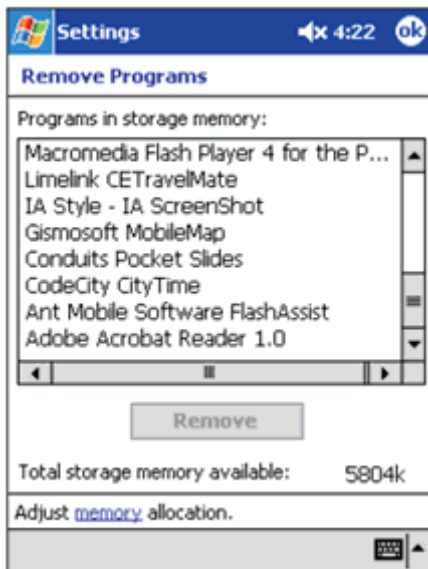 Settings 4:22 ok
Remove Programs
Programs in storage memory:
Macromedia Flash Player 4 for the P...
Limelink CETravelMate
IA Style - IA ScreenShot
Gismosoft MobileMap
Conduits Pocket Slides
CodeCity CityTime
Ant Mobile Software FlashAssist
Adobe Acrobat Reader 1.0
Remove
Total storage memory available: 5804k
Adjust memory allocation.